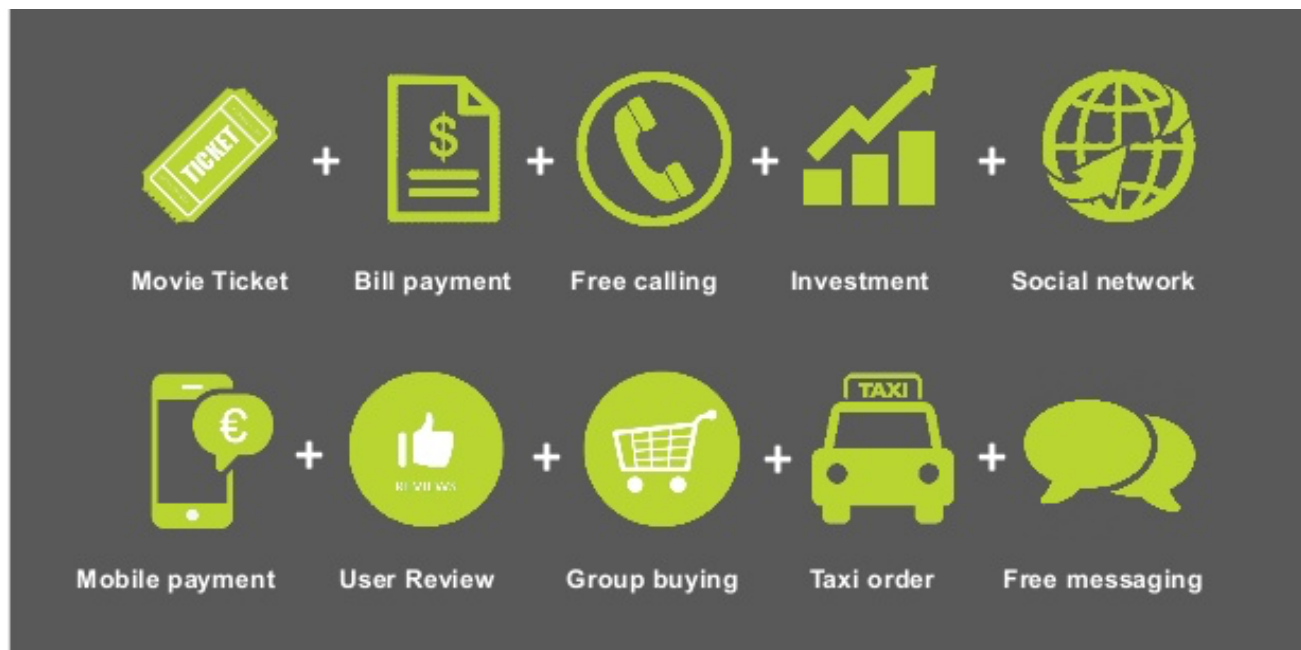 TICKET
$
+ + + +
Movie Ticket Bill payment Free calling Investment Social network
TAXI
€
REVIEWS
+ + + +
Mobile payment User Review Group buying Taxi order Free messaging